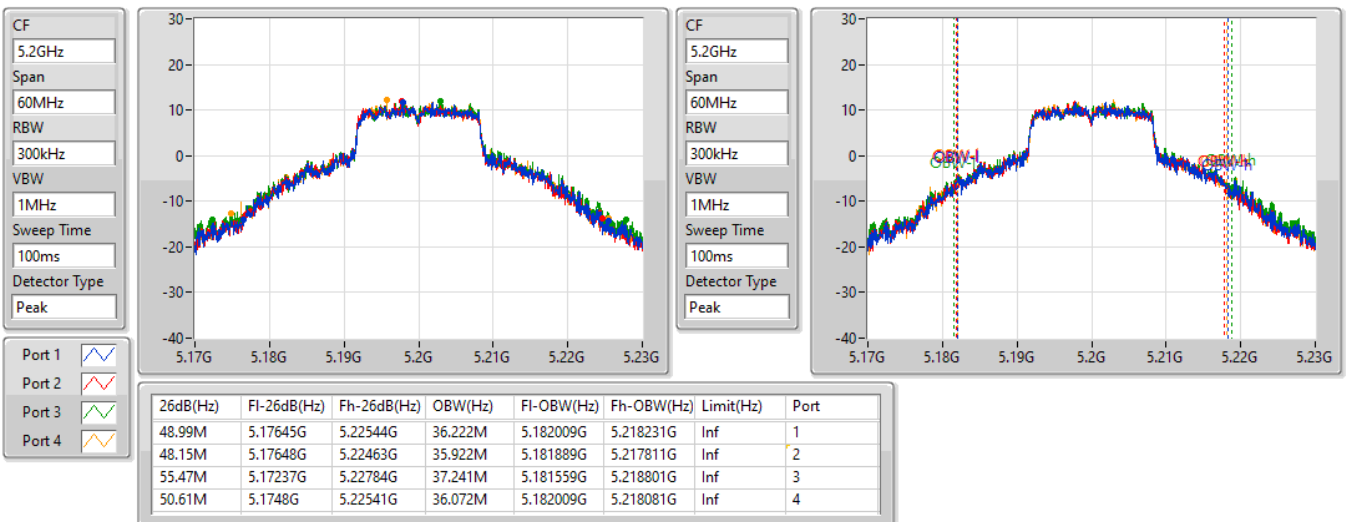 CF
5.2GHz
Span
60MHz
RBW
300kHz
VBW
1MHz
Sweep Time
100ms
Detector Type
Peak
30
20
10
0
-10
-20
-30
-40
5.17G 5.18G 5.19G 5.2G 5.21G 5.22G 5.23G
CF
5.2GHz
Span
60MHz
RBW
300kHz
VBW
1MHz
Sweep Time
100ms
Detector Type
Peak
30
20
10
0
-10
-20
-30
-40
OBW-l
5.17G 5.18G 5.19G 5.2G 5.21G 5.22G 5.23G
Port 1
Port 2
Port 3
Port 4
26dB(Hz) Fl-26dB(Hz) Fh-26dB(Hz) OBW(Hz) Fl-OBW(Hz) Fh-OBW(Hz) Limit(Hz) Port
48.99M 5.17645G 5.22544G 36.222M 5.182009G 5.218231G Inf 1
48.15M 5.17648G 5.22463G 35.922M 5.181889G 5.217811G Inf 2
55.47M 5.17237G 5.22784G 37.241M 5.181559G 5.218801G Inf 3
50.61M 5.1748G 5.22541G 36.072M 5.182009G 5.218081G Inf 4